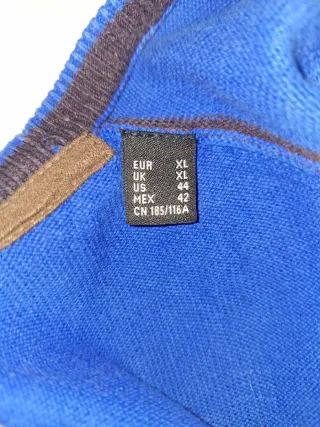 EUR XL
UK XL
US 44
MEX 42
CN 185/116A